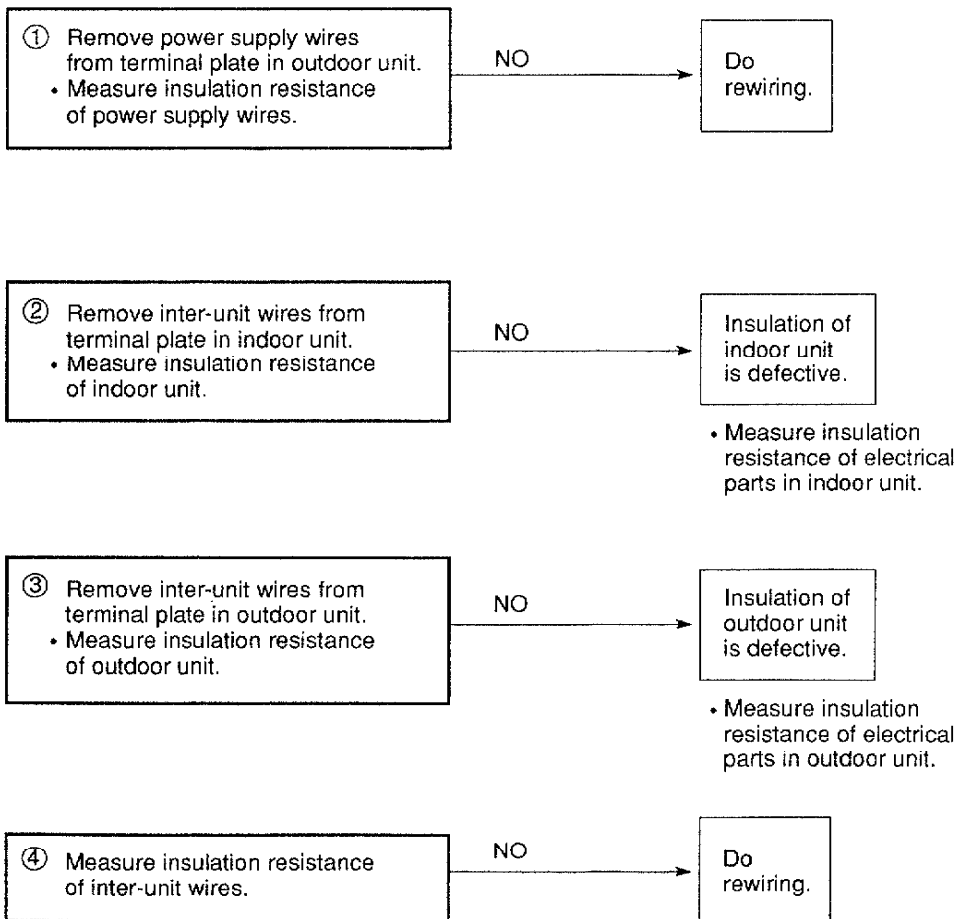 ① Remove power supply wires
from terminal plate in outdoor unit.
• Measure insulation resistance
of power supply wires.
NO
Do
rewiring.
② Remove inter-unit wires from
terminal plate in indoor unit.
• Measure insulation resistance
of indoor unit.
NO
Insulation of
indoor unit
is defective.
• Measure insulation
resistance of electrical
parts in indoor unit.
③ Remove inter-unit wires from
terminal plate in outdoor unit.
• Measure insulation resistance
of outdoor unit.
NO
Insulation of
outdoor unit
is defective.
• Measure insulation
resistance of electrical
parts in outdoor unit.
④ Measure insulation resistance
of inter-unit wires.
NO
Do
rewiring.